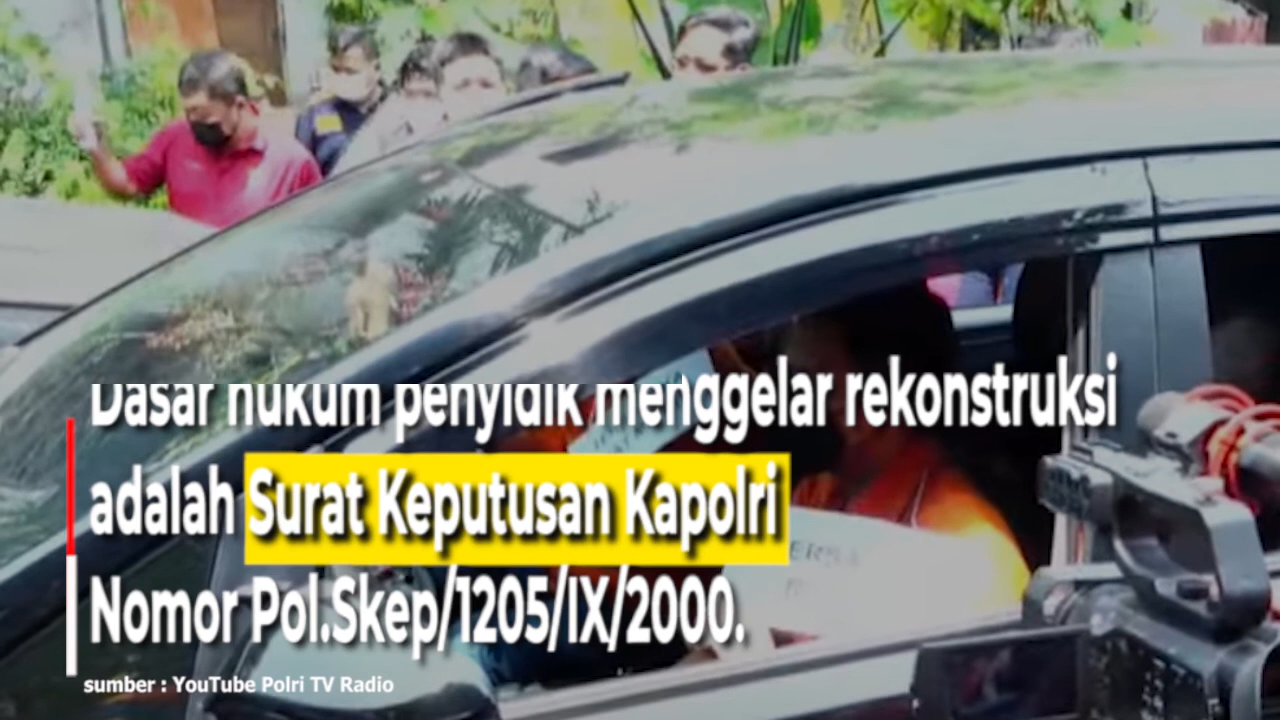 Dasar hukum penyidik menggelar rekonstruksi
adalah Surat Keputusan Kapolri
Nomor Pol.Skep/1205/IX/2000.
sumber : YouTube Polri TV Radio